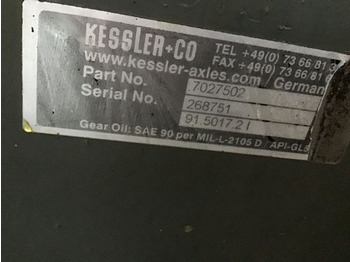 KESSLER+CO
TEL +49(0) 73 66/81
FAX +49(0) 73 66/81
www.kessler-axles.com / German
Part No. 7027502
Serial No. 268751
91.5017.2 I
Gear Oil: SAE 90 per MIL-L-2105 D / API-GL5